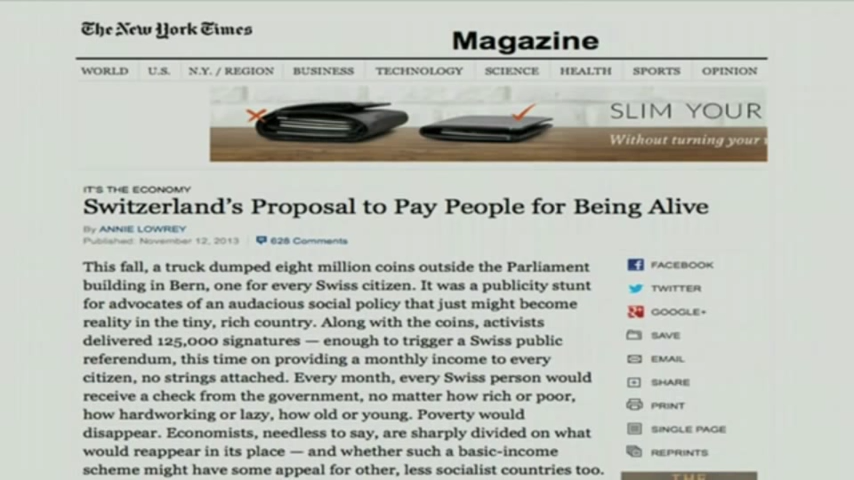 The New York Times
Magazine
WORLD U.S. N.Y. / REGION BUSINESS TECHNOLOGY SCIENCE HEALTH SPORTS OPINION
SLIM YOUR
Without turning your
IT'S THE ECONOMY
Switzerland's Proposal to Pay People for Being Alive
By ANNIE LOWREY
Published: November 12, 2013 628 Comments
This fall, a truck dumped eight million coins outside the Parliament
building in Bern, one for every Swiss citizen. It was a publicity stunt
for advocates of an audacious social policy that just might become
reality in the tiny, rich country. Along with the coins, activists
delivered 125,000 signatures — enough to trigger a Swiss public
referendum, this time on providing a monthly income to every
citizen, no strings attached. Every month, every Swiss person would
receive a check from the government, no matter how rich or poor,
how hardworking or lazy, how old or young. Poverty would
disappear. Economists, needless to say, are sharply divided on what
would reappear in its place — and whether such a basic-income
scheme might have some appeal for other, less socialist countries too.
FACEBOOK
TWITTER
GOOGLE+
SAVE
EMAIL
SHARE
PRINT
SINGLE PAGE
REPRINTS
THE